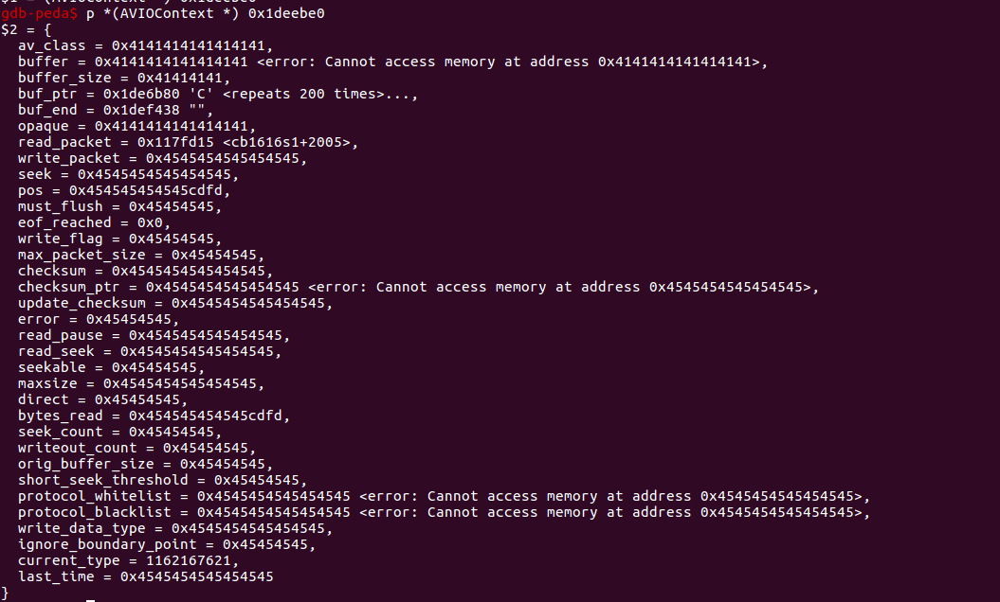 gdb-peda$ p *(AVIOContext *) 0x1deebe0
$2 = {
  av_class = 0x4141414141414141,
  buffer = 0x4141414141414141 <error: Cannot access memory at address 0x4141414141414141>,
  buffer_size = 0x41414141,
  buf_ptr = 0x1de6b80 'C' <repeats 200 times>...,
  buf_end = 0x1def438 "",
  opaque = 0x4141414141414141,
  read_packet = 0x117fd15 <cb1616s1+2005>,
  write_packet = 0x4545454545454545,
  seek = 0x4545454545454545,
  pos = 0x454545454545cdfd,
  must_flush = 0x45454545,
  eof_reached = 0x0,
  write_flag = 0x45454545,
  max_packet_size = 0x45454545,
  checksum = 0x4545454545454545,
  checksum_ptr = 0x4545454545454545 <error: Cannot access memory at address 0x4545454545454545>,
  update_checksum = 0x4545454545454545,
  error = 0x45454545,
  read_pause = 0x4545454545454545,
  read_seek = 0x4545454545454545,
  seekable = 0x45454545,
  maxsize = 0x4545454545454545,
  direct = 0x45454545,
  bytes_read = 0x454545454545cdfd,
  seek_count = 0x45454545,
  writeout_count = 0x45454545,
  orig_buffer_size = 0x45454545,
  short_seek_threshold = 0x45454545,
  protocol_whitelist = 0x4545454545454545 <error: Cannot access memory at address 0x4545454545454545>,
  protocol_blacklist = 0x4545454545454545 <error: Cannot access memory at address 0x4545454545454545>,
  write_data_type = 0x4545454545454545,
  ignore_boundary_point = 0x45454545,
  current_type = 1162167621,
  last_time = 0x4545454545454545
}